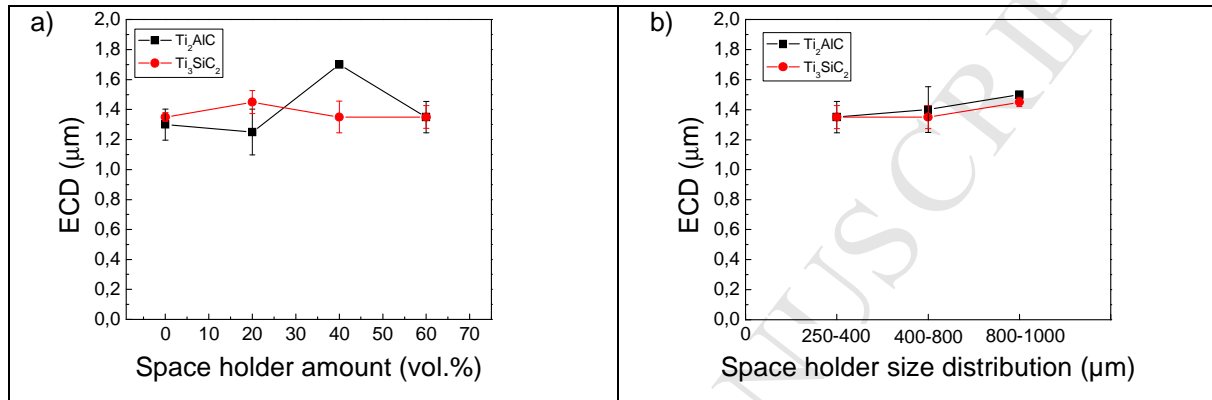 a)
2,0
1,8
1,6
1,4
1,2
1,0
0,8
0,6
0,4
0,2
0,0
ECD (μm)
Ti₂AlC
Ti₃SiC₂
0 10 20 30 40 50 60 70
Space holder amount (vol.%)
b)
2,0
1,8
1,6
1,4
1,2
1,0
0,8
0,6
0,4
0,2
0,0
ECD (μm)
Ti₂AlC
Ti₃SiC₂
0 250-400 400-800 800-1000
Space holder size distribution (μm)
NUSCRIP